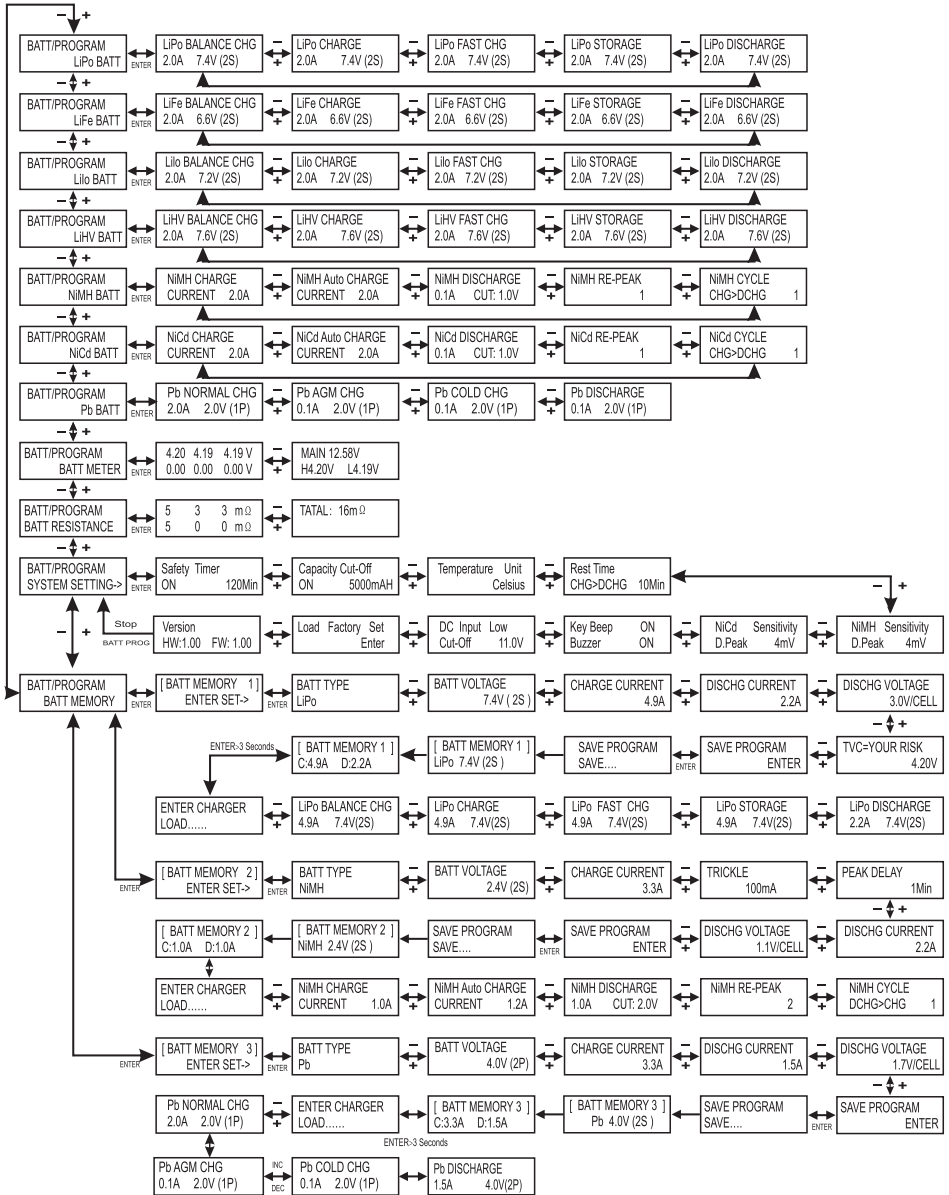 − +
BATT/PROGRAM
LiPo BATT
ENTER
LiPo BALANCE CHG
2.0A 7.4V (2S)
− +
LiPo CHARGE
2.0A 7.4V (2S)
− +
LiPo FAST CHG
2.0A 7.4V (2S)
− +
LiPo STORAGE
2.0A 7.4V (2S)
− +
LiPo DISCHARGE
2.0A 7.4V (2S)
− +
BATT/PROGRAM
LiFe BATT
ENTER
LiFe BALANCE CHG
2.0A 6.6V (2S)
− +
LiFe CHARGE
2.0A 6.6V (2S)
− +
LiFe FAST CHG
2.0A 6.6V (2S)
− +
LiFe STORAGE
2.0A 6.6V (2S)
− +
LiFe DISCHARGE
2.0A 6.6V (2S)
− +
BATT/PROGRAM
LiIo BATT
ENTER
LiIo BALANCE CHG
2.0A 7.2V (2S)
− +
LiIo CHARGE
2.0A 7.2V (2S)
− +
LiIo FAST CHG
2.0A 7.2V (2S)
− +
LiIo STORAGE
2.0A 7.2V (2S)
− +
LiIo DISCHARGE
2.0A 7.2V (2S)
− +
BATT/PROGRAM
LiHV BATT
ENTER
LiHV BALANCE CHG
2.0A 7.6V (2S)
− +
LiHV CHARGE
2.0A 7.6V (2S)
− +
LiHV FAST CHG
2.0A 7.6V (2S)
− +
LiHV STORAGE
2.0A 7.6V (2S)
− +
LiHV DISCHARGE
2.0A 7.6V (2S)
− +
BATT/PROGRAM
NiMH BATT
ENTER
NiMH CHARGE
CURRENT 2.0A
− +
NiMH Auto CHARGE
CURRENT 2.0A
− +
NiMH DISCHARGE
0.1A CUT: 1.0V
− +
NiMH RE-PEAK
1
− +
NiMH CYCLE
CHG>DCHG 1
− +
BATT/PROGRAM
NiCd BATT
ENTER
NiCd CHARGE
CURRENT 2.0A
− +
NiCd Auto CHARGE
CURRENT 2.0A
− +
NiCd DISCHARGE
0.1A CUT: 1.0V
− +
NiCd RE-PEAK
1
− +
NiCd CYCLE
CHG>DCHG 1
− +
BATT/PROGRAM
Pb BATT
ENTER
Pb NORMAL CHG
2.0A 2.0V (1P)
− +
Pb AGM CHG
0.1A 2.0V (1P)
− +
Pb COLD CHG
0.1A 2.0V (1P)
− +
Pb DISCHARGE
0.1A 2.0V (1P)
− +
BATT/PROGRAM
BATT METER
ENTER
4.20 4.19 4.19 V
0.00 0.00 0.00 V
− +
MAIN 12.58V
H4.20V L4.19V
− +
BATT/PROGRAM
BATT RESISTANCE
ENTER
5 3 3 mΩ
5 0 0 mΩ
− +
TATAL: 16mΩ
− +
BATT/PROGRAM
SYSTEM SETTING->
ENTER
Safety Timer
ON 120Min
− +
Capacity Cut-Off
ON 5000mAH
− +
Temperature Unit
Celsius
− +
Rest Time
CHG>DCHG 10Min
− +
− +
Stop
BATT PROG
Version
HW:1.00 FW: 1.00
− +
Load Factory Set
Enter
− +
DC Input Low
Cut-Off 11.0V
− +
Key Beep ON
Buzzer ON
− +
NiCd Sensitivity
D.Peak 4mV
− +
NiMH Sensitivity
D.Peak 4mV
BATT/PROGRAM
BATT MEMORY
ENTER
[ BATT MEMORY 1]
ENTER SET->
ENTER
BATT TYPE
LiPo
− +
BATT VOLTAGE
7.4V ( 2S )
− +
CHARGE CURRENT
4.9A
− +
DISCHG CURRENT
2.2A
− +
DISCHG VOLTAGE
3.0V/CELL
− +
ENTER>3 Seconds
[ BATT MEMORY 1 ]
C:4.9A D:2.2A
[ BATT MEMORY 1 ]
LiPo 7.4V (2S )
SAVE PROGRAM
SAVE....
ENTER
SAVE PROGRAM
ENTER
− +
TVC=YOUR RISK
4.20V
ENTER CHARGER
LOAD......
− +
LiPo BALANCE CHG
4.9A 7.4V(2S)
− +
LiPo CHARGE
4.9A 7.4V(2S)
− +
LiPo FAST CHG
4.9A 7.4V(2S)
− +
LiPo STORAGE
4.9A 7.4V(2S)
− +
LiPo DISCHARGE
2.2A 7.4V(2S)
ENTER
[ BATT MEMORY 2]
ENTER SET->
ENTER
BATT TYPE
NiMH
− +
BATT VOLTAGE
2.4V (2S)
− +
CHARGE CURRENT
3.3A
− +
TRICKLE
100mA
− +
PEAK DELAY
1Min
− +
[ BATT MEMORY 2 ]
C:1.0A D:1.0A
[ BATT MEMORY 2 ]
NiMH 2.4V (2S )
SAVE PROGRAM
SAVE....
ENTER
SAVE PROGRAM
ENTER
− +
DISCHG VOLTAGE
1.1V/CELL
− +
DISCHG CURRENT
2.2A
ENTER CHARGER
LOAD......
− +
NiMH CHARGE
CURRENT 1.0A
− +
NiMH Auto CHARGE
CURRENT 1.2A
− +
NiMH DISCHARGE
1.0A CUT: 2.0V
− +
NiMH RE-PEAK
2
− +
NiMH CYCLE
DCHG>CHG 1
ENTER
[ BATT MEMORY 3]
ENTER SET->
ENTER
BATT TYPE
Pb
− +
BATT VOLTAGE
4.0V (2P)
− +
CHARGE CURRENT
3.3A
− +
DISCHG CURRENT
1.5A
− +
DISCHG VOLTAGE
1.7V/CELL
− +
Pb NORMAL CHG
2.0A 2.0V (1P)
− +
ENTER CHARGER
LOAD......
ENTER>3 Seconds
[ BATT MEMORY 3 ]
C:3.3A D:1.5A
[ BATT MEMORY 3 ]
Pb 4.0V (2S )
SAVE PROGRAM
SAVE....
ENTER
SAVE PROGRAM
ENTER
Pb AGM CHG
0.1A 2.0V (1P)
INC
DEC
Pb COLD CHG
0.1A 2.0V (1P)
Pb DISCHARGE
1.5A 4.0V(2P)